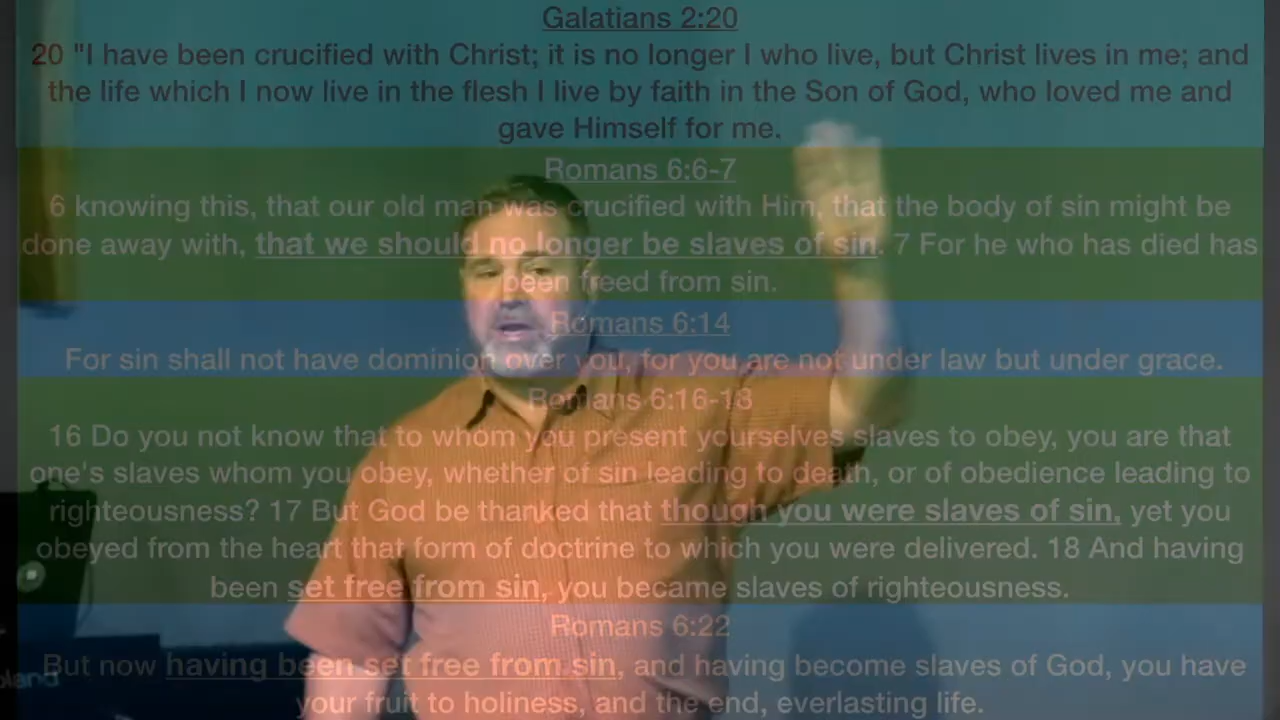 Galatians 2:20
20 "I have been crucified with Christ; it is no longer I who live, but Christ lives in me; and
the life which I now live in the flesh I live by faith in the Son of God, who loved me and
gave Himself for me.
Romans 6:6-7
6 knowing this, that our old man was crucified with Him, that the body of sin might be
done away with, that we should no longer be slaves of sin. 7 For he who has died has
been freed from sin.
Romans 6:14
For sin shall not have dominion over you, for you are not under law but under grace.
Romans 6:16-18
16 Do you not know that to whom you present yourselves slaves to obey, you are that
one's slaves whom you obey, whether of sin leading to death, or of obedience leading to
righteousness? 17 But God be thanked that though you were slaves of sin, yet you
obeyed from the heart that form of doctrine to which you were delivered. 18 And having
been set free from sin, you became slaves of righteousness.
Romans 6:22
But now having been set free from sin, and having become slaves of God, you have
your fruit to holiness, and the end, everlasting life.